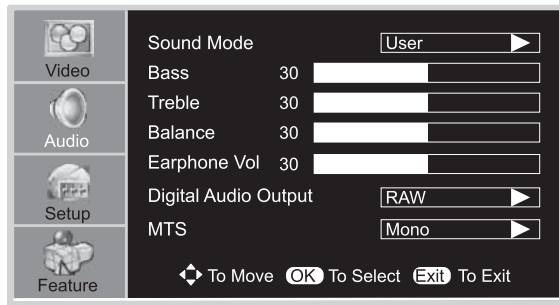 Video
Audio
Setup
Feature
Sound Mode User
Bass 30
Treble 30
Balance 30
Earphone Vol 30
Digital Audio Output RAW
MTS Mono
To Move OK To Select Exit To Exit